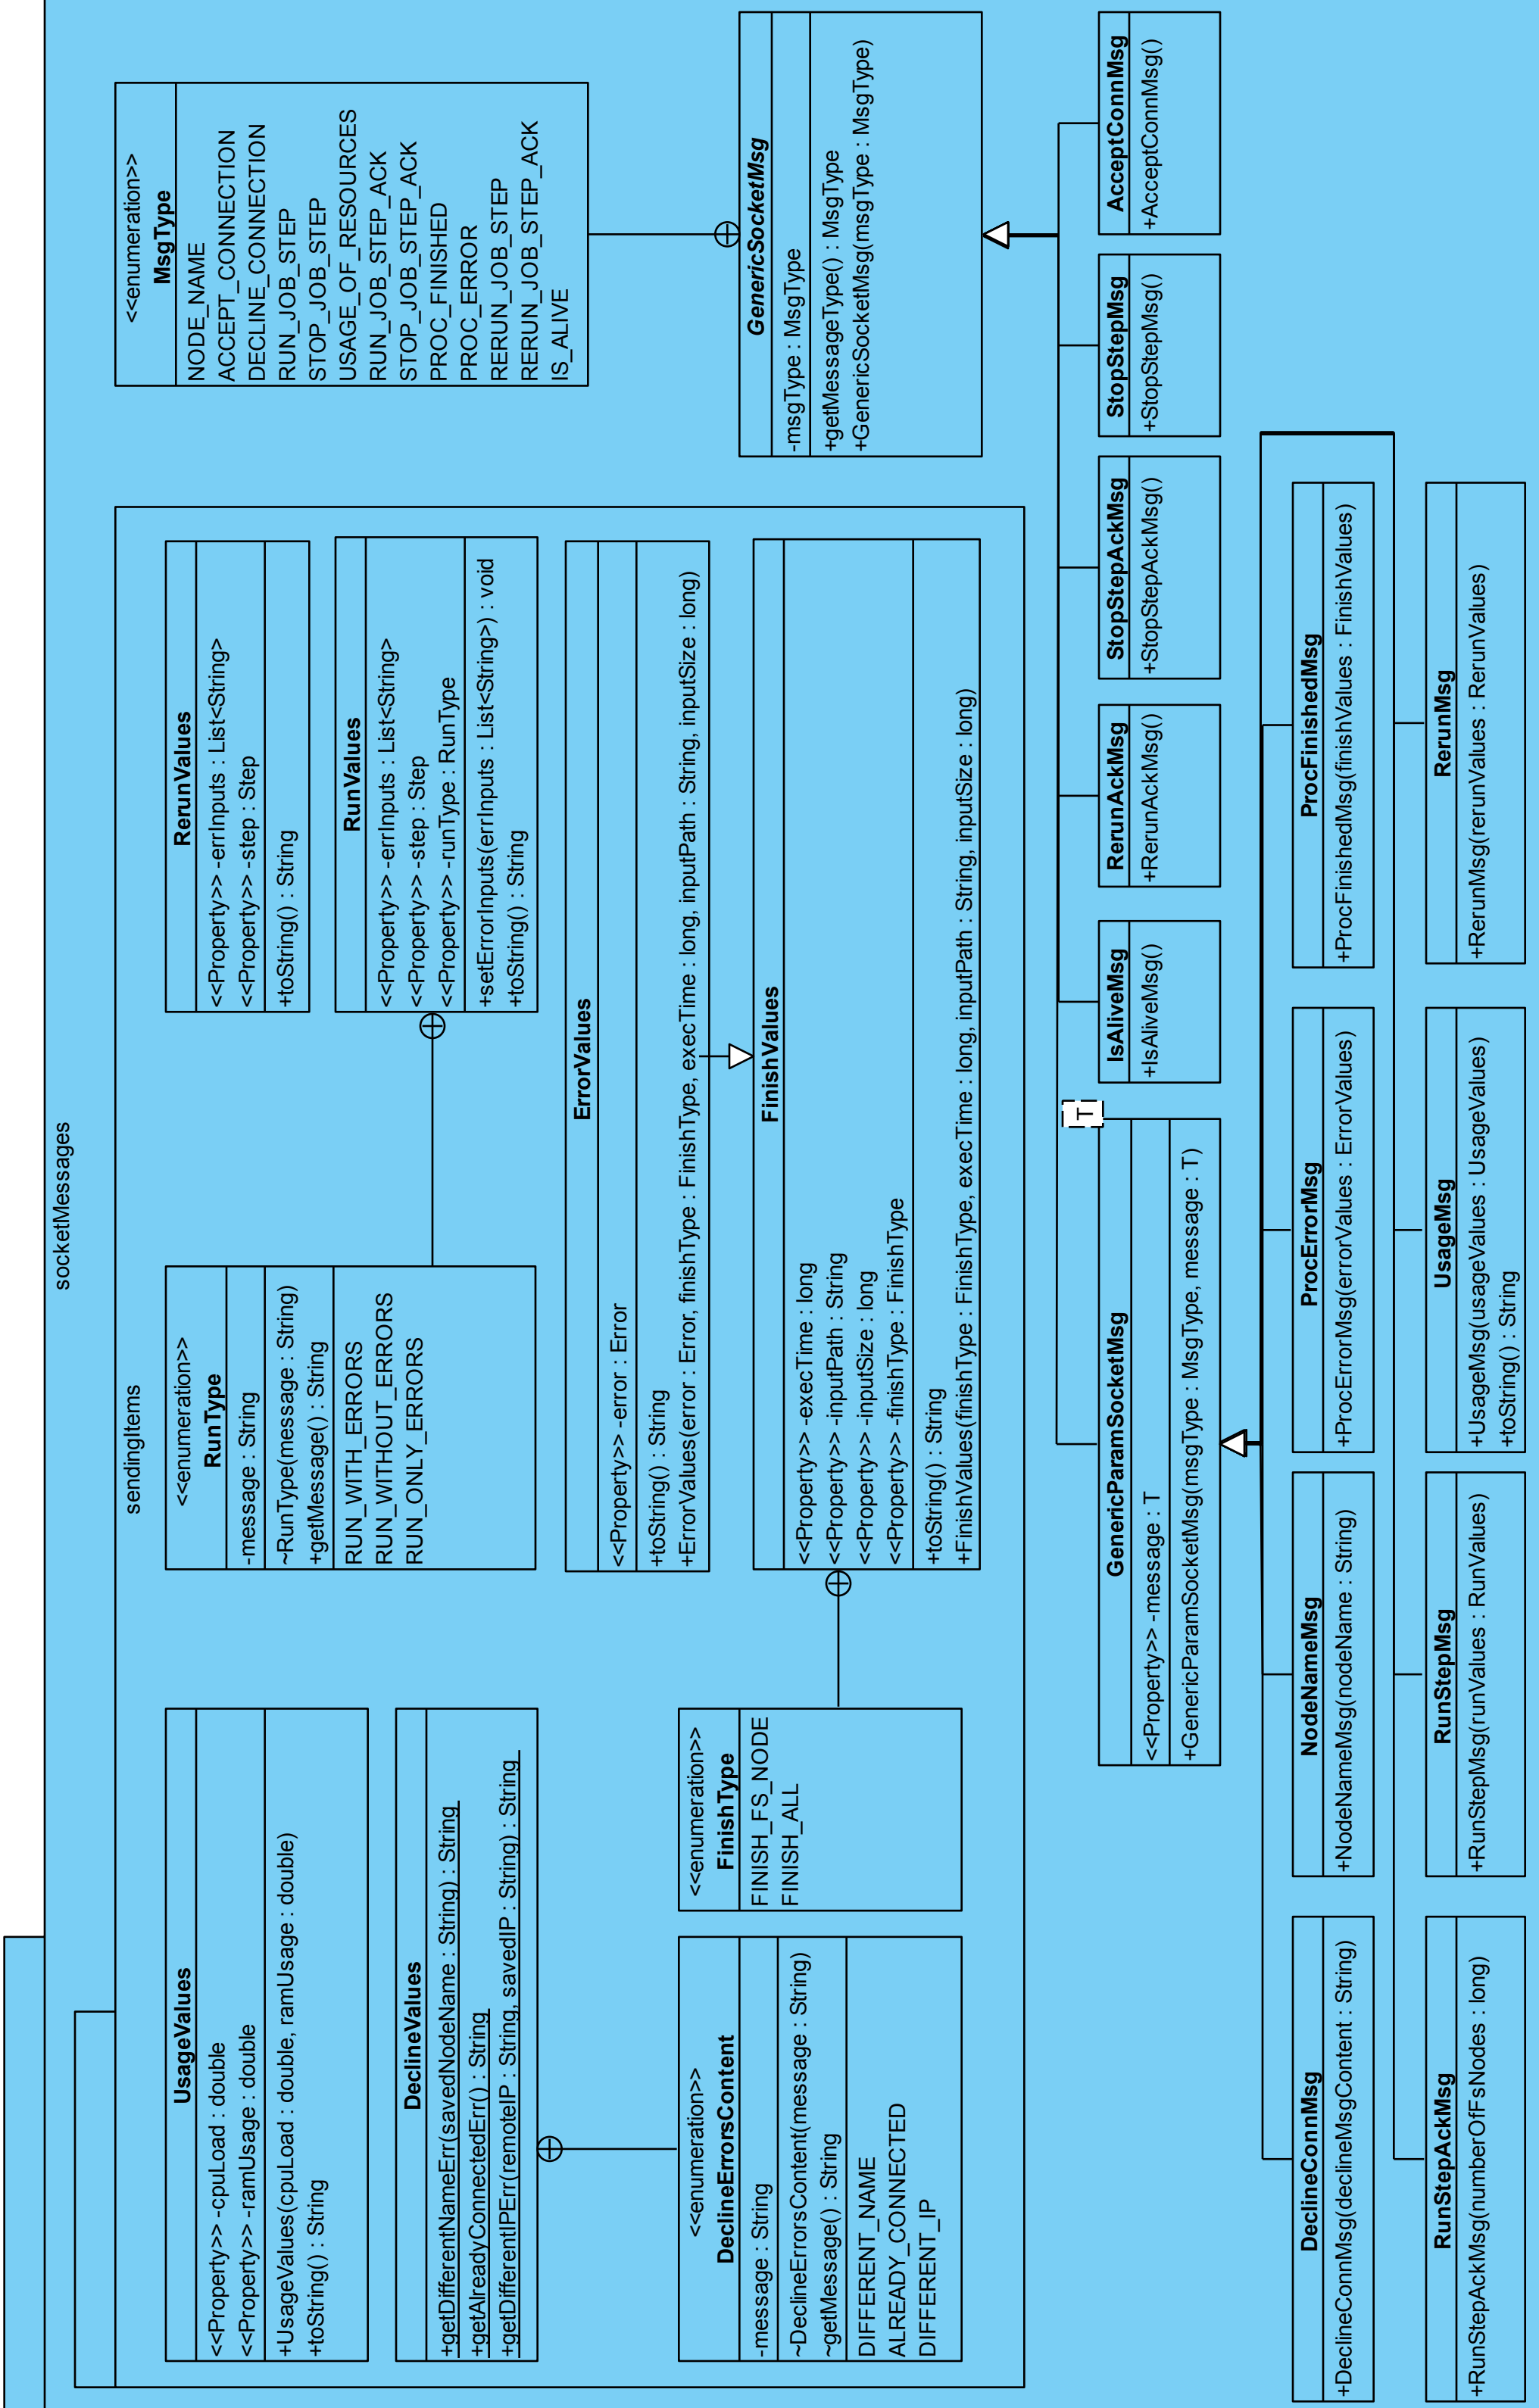 socketMessages
sendingItems
UsageValues
<<Property>> -cpuLoad : double
<<Property>> -ramUsage : double
+UsageValues(cpuLoad : double, ramUsage : double)
+toString() : String
<<enumeration>>
RunType
-message : String
~RunType(message : String)
+getMessage() : String
RUN_WITH_ERRORS
RUN_WITHOUT_ERRORS
RUN_ONLY_ERRORS
RerunValues
<<Property>> -errInputs : List<String>
<<Property>> -step : Step
+toString() : String
RunValues
<<Property>> -errInputs : List<String>
<<Property>> -step : Step
<<Property>> -runType : RunType
+setErrorInputs(errInputs : List<String>) : void
+toString() : String
<<enumeration>>
MsgType
NODE_NAME
ACCEPT_CONNECTION
DECLINE_CONNECTION
RUN_JOB_STEP
STOP_JOB_STEP
USAGE_OF_RESOURCES
RUN_JOB_STEP_ACK
STOP_JOB_STEP_ACK
PROC_FINISHED
PROC_ERROR
RERUN_JOB_STEP
RERUN_JOB_STEP_ACK
IS_ALIVE
DeclineValues
+getDifferentNameErr(savedNodeName : String) : String
+getAlreadyConnectedErr() : String
+getDifferentIPErr(remoteIP : String, savedIP : String) : String
ErrorValues
<<Property>> -error : Error
+toString() : String
+ErrorValues(error : Error, finishType : FinishType, execTime : long, inputPath : String, inputSize : long)
<<enumeration>>
DeclineErrorsContent
-message : String
~DeclineErrorsContent(message : String)
~getMessage() : String
DIFFERENT_NAME
ALREADY_CONNECTED
DIFFERENT_IP
<<enumeration>>
FinishType
FINISH_FS_NODE
FINISH_ALL
FinishValues
<<Property>> -execTime : long
<<Property>> -inputPath : String
<<Property>> -inputSize : long
<<Property>> -finishType : FinishType
+toString() : String
+FinishValues(finishType : FinishType, execTime : long, inputPath : String, inputSize : long)
GenericSocketMsg
-msgType : MsgType
+getMessageType() : MsgType
+GenericSocketMsg(msgType : MsgType)
T
GenericParamSocketMsg
<<Property>> -message : T
+GenericParamSocketMsg(msgType : MsgType, message : T)
IsAliveMsg
+IsAliveMsg()
RerunAckMsg
+RerunAckMsg()
StopStepAckMsg
+StopStepAckMsg()
StopStepMsg
+StopStepMsg()
AcceptConnMsg
+AcceptConnMsg()
DeclineConnMsg
+DeclineConnMsg(declineMsgContent : String)
NodeNameMsg
+NodeNameMsg(nodeName : String)
ProcErrorMsg
+ProcErrorMsg(errorValues : ErrorValues)
ProcFinishedMsg
+ProcFinishedMsg(finishValues : FinishValues)
RunStepAckMsg
+RunStepAckMsg(numberOfFsNodes : long)
RunStepMsg
+RunStepMsg(runValues : RunValues)
UsageMsg
+UsageMsg(usageValues : UsageValues)
+toString() : String
RerunMsg
+RerunMsg(rerunValues : RerunValues)